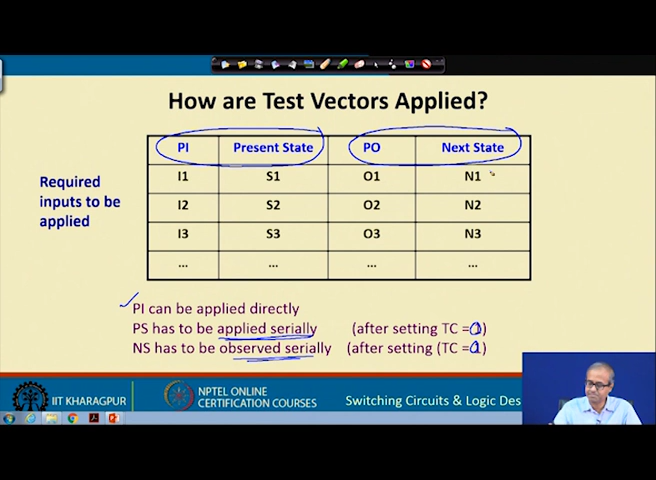 How are Test Vectors Applied?
PI Present State PO Next State
I1 S1 O1 N1
I2 S2 O2 N2
I3 S3 O3 N3
... ... ... ...
Required
inputs to be
applied
PI can be applied directly
PS has to be applied serially (after setting TC = )
NS has to be observed serially (after setting (TC = )
IIT KHARAGPUR
NPTEL ONLINE
CERTIFICATION COURSES
Switching Circuits & Logic Des